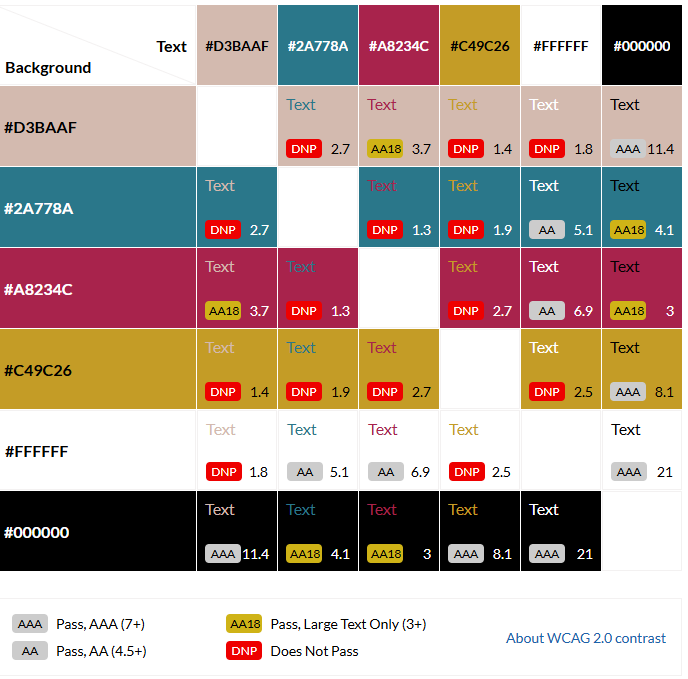 Text
Background
#D3BAAF #2A778A #A8234C #C49C26 #FFFFFF #000000
#D3BAAF
Text Text Text Text Text
DNP 2.7 AA18 3.7 DNP 1.4 DNP 1.8 AAA 11.4
#2A778A
Text Text Text Text Text
DNP 2.7 DNP 1.3 DNP 1.9 AA 5.1 AA18 4.1
#A8234C
Text Text Text Text Text
AA18 3.7 DNP 1.3 DNP 2.7 AA 6.9 AA18 3
#C49C26
Text Text Text Text Text
DNP 1.4 DNP 1.9 DNP 2.7 DNP 2.5 AAA 8.1
#FFFFFF
Text Text Text Text Text
DNP 1.8 AA 5.1 AA 6.9 DNP 2.5 AAA 21
#000000
Text Text Text Text Text
AAA 11.4 AA18 4.1 AA18 3 AAA 8.1 AAA 21
AAA Pass, AAA (7+) AA18 Pass, Large Text Only (3+)
AA Pass, AA (4.5+) DNP Does Not Pass
About WCAG 2.0 contrast